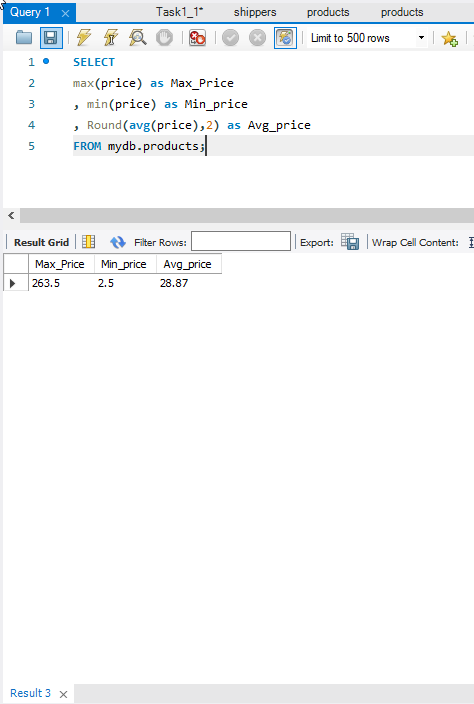 Query 1 Task1_1* shippers products products
Limit to 500 rows
1 SELECT
2 max(price) as Max_Price
3 , min(price) as Min_price
4 , Round(avg(price),2) as Avg_price
5 FROM mydb.products;
Result Grid Filter Rows: Export: Wrap Cell Content:
Max_Price Min_price Avg_price
263.5 2.5 28.87
Result 3